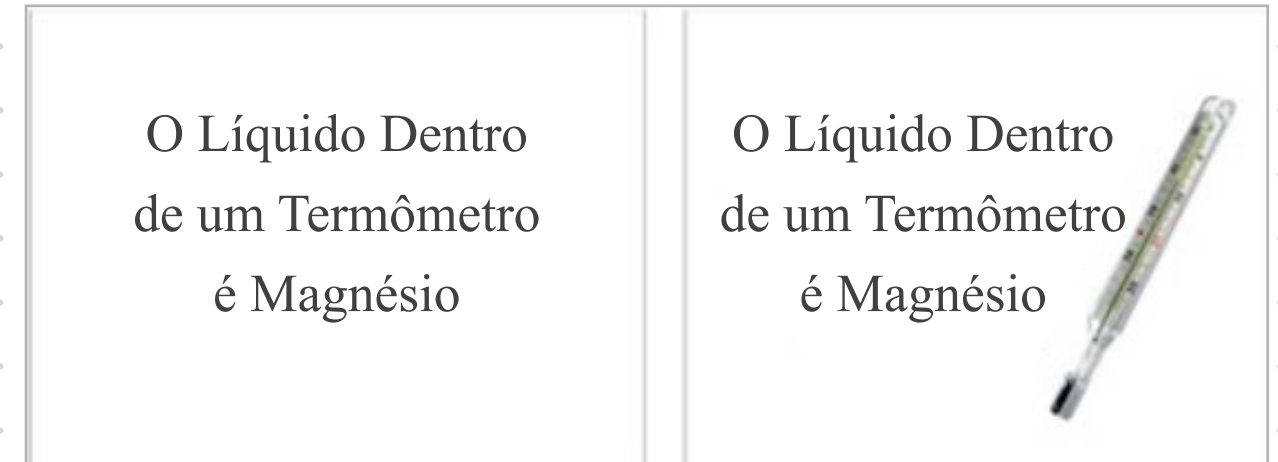 O Líquido Dentro
de um Termômetro
é Magnésio
O Líquido Dentro
de um Termômetro
é Magnésio